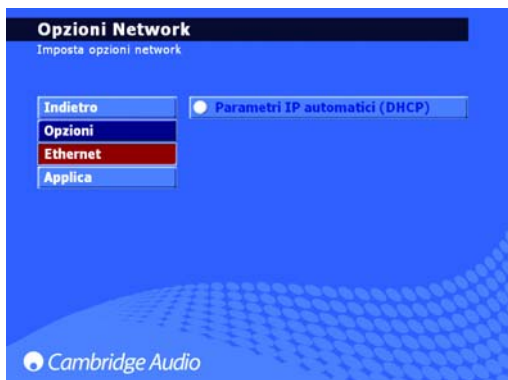 Opzioni Network
Imposta opzioni network
Indietro
Parametri IP automatici (DHCP)
Opzioni
Ethernet
Applica
Cambridge Audio